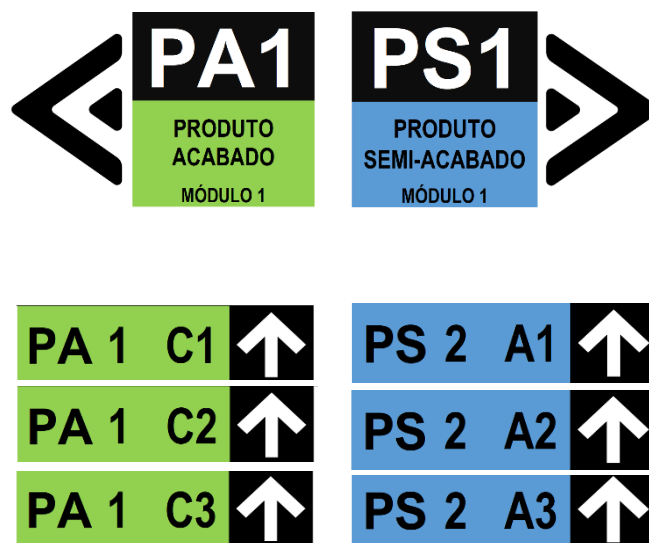 PA1
PRODUTO
ACABADO
MÓDULO 1
PS1
PRODUTO
SEMI-ACABADO
MÓDULO 1
PA 1 C1
PA 1 C2
PA 1 C3
PS 2 A1
PS 2 A2
PS 2 A3